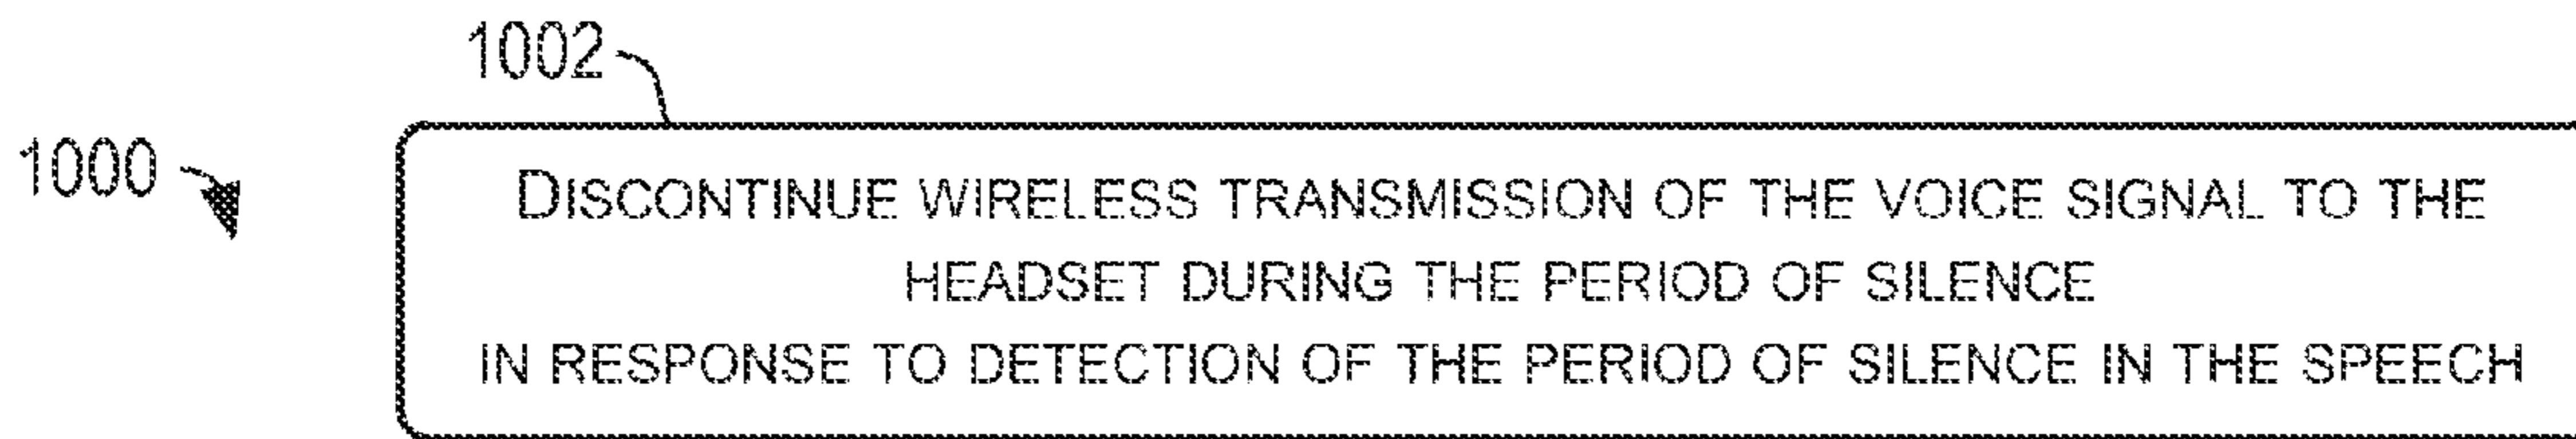 1002
1000
DISCONTINUE WIRELESS TRANSMISSION OF THE VOICE SIGNAL TO THE
HEADSET DURING THE PERIOD OF SILENCE
IN RESPONSE TO DETECTION OF THE PERIOD OF SILENCE IN THE SPEECH